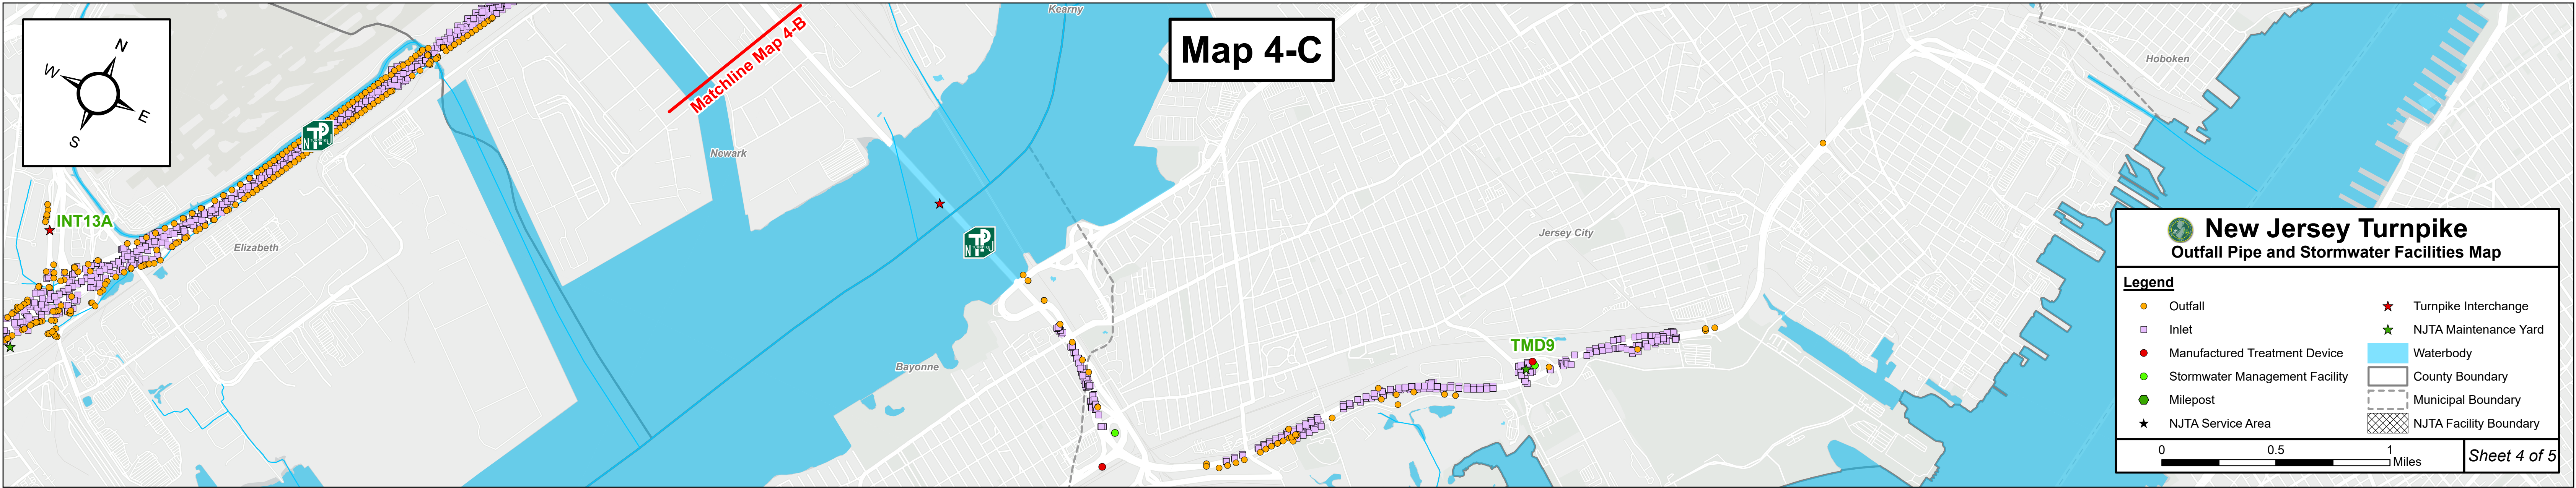 Map 4-C
N
W
E
S
Kearny
Matchline Map 4-B
Hoboken
Newark
INT13A
Elizabeth
Jersey City
Bayonne
TMD9
New Jersey Turnpike
Outfall Pipe and Stormwater Facilities Map
Legend
Outfall
Inlet
Manufactured Treatment Device
Stormwater Management Facility
Milepost
NJTA Service Area
Turnpike Interchange
NJTA Maintenance Yard
Waterbody
County Boundary
Municipal Boundary
NJTA Facility Boundary
0 0.5 1
Miles
Sheet 4 of 5